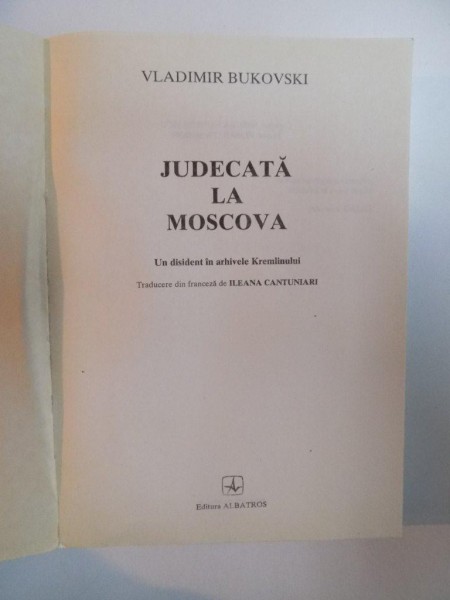 VLADIMIR BUKOVSKI
JUDECATĂ
LA
MOSCOVA
Un disident în arhivele Kremlinului
Traducere din franceză de ILEANA CANTUNIARI
Editura ALBATROS